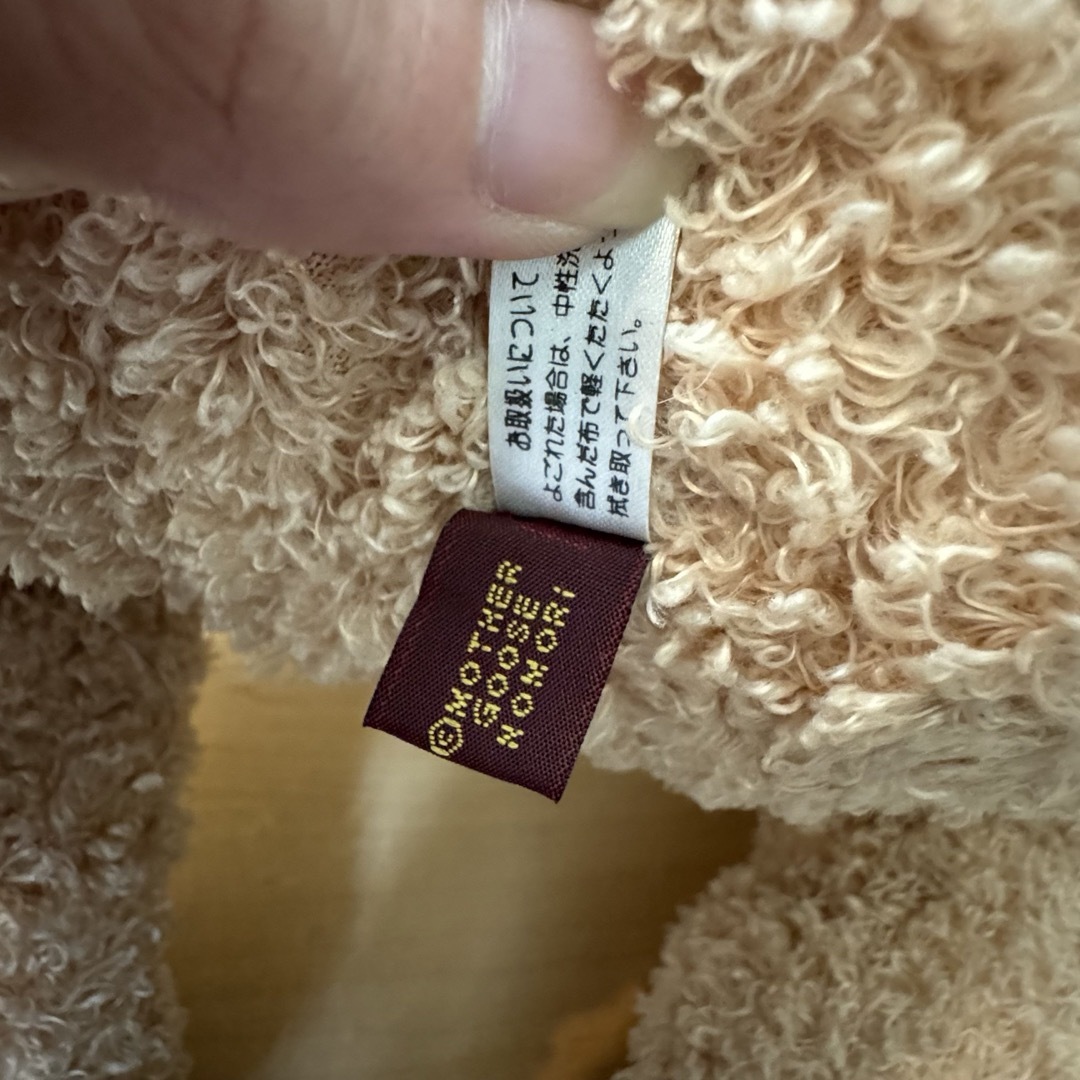 お取扱いについて
よごれた場合は、中性洗
含んだ布で軽くたたくよう
拭き取って下さい。
©MOTHER
GOOSE
NOMORI